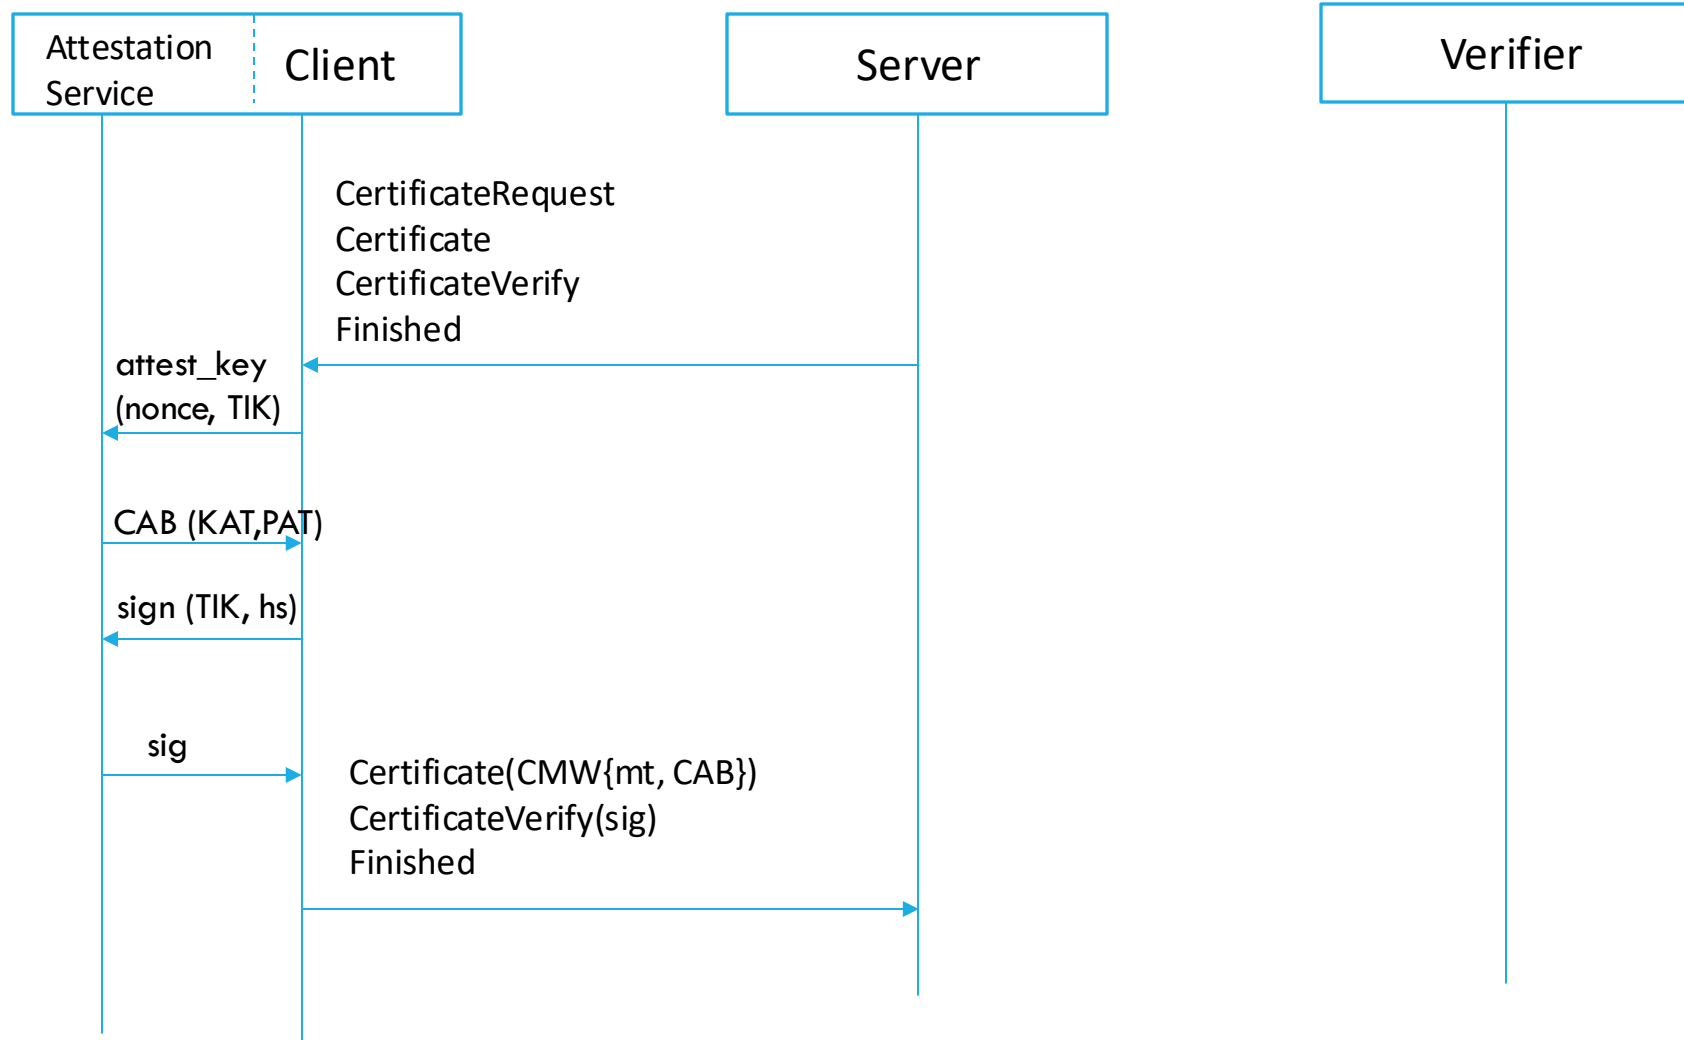 Attestation
Service
Client
Server
Verifier
CertificateRequest
Certificate
CertificateVerify
Finished
attest_key
(nonce, TIK)
CAB (KAT,PAT)
sign (TIK, hs)
sig
Certificate(CMW{mt, CAB})
CertificateVerify(sig)
Finished